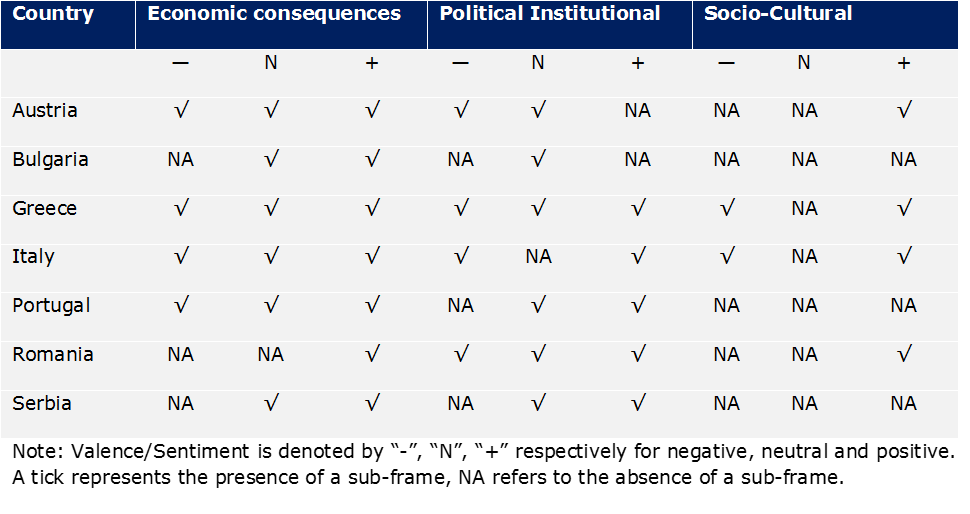 Country Economic consequences Political Institutional Socio-Cultural
— N + — N + — N +
Austria √ √ √ √ √ NA NA NA √
Bulgaria NA √ √ NA √ NA NA NA NA
Greece √ √ √ √ √ √ √ NA √
Italy √ √ √ √ NA √ √ NA √
Portugal √ √ √ NA √ √ NA NA NA
Romania NA NA √ √ √ √ NA NA √
Serbia NA √ √ NA √ √ NA NA NA
Note: Valence/Sentiment is denoted by “-”, “N”, “+” respectively for negative, neutral and positive.
A tick represents the presence of a sub-frame, NA refers to the absence of a sub-frame.